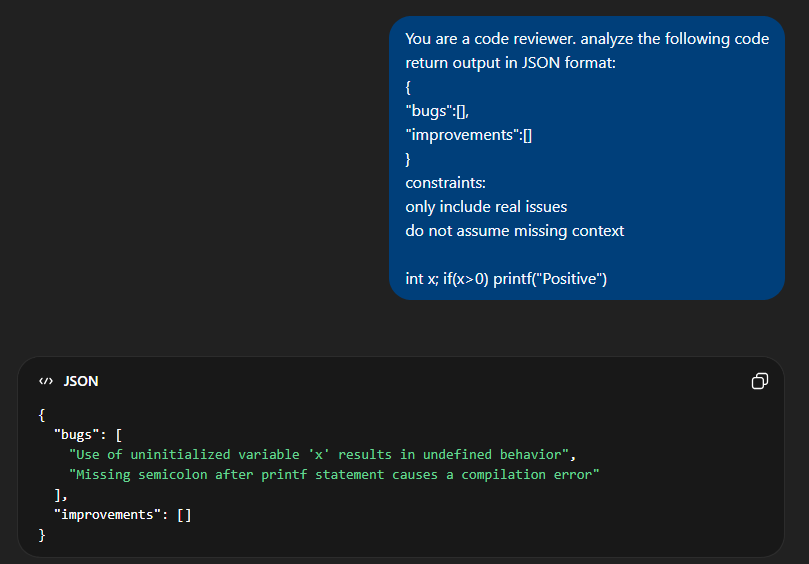 You are a code reviewer. analyze the following code
return output in JSON format:
{
"bugs":[],
"improvements":[]
}
constraints:
only include real issues
do not assume missing context
int x; if(x>0) printf("Positive")
JSON
{
"bugs": [
"Use of uninitialized variable 'x' results in undefined behavior",
"Missing semicolon after printf statement causes a compilation error"
],
"improvements": []
}